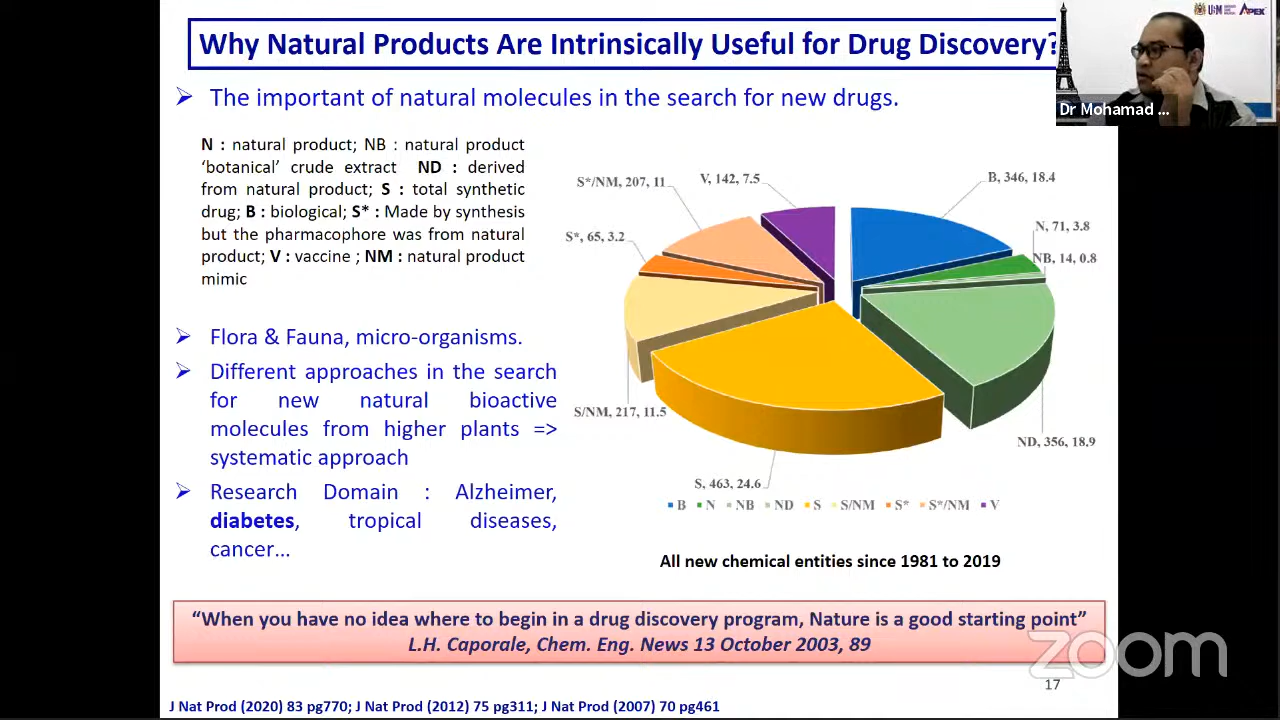 Why Natural Products Are Intrinsically Useful for Drug Discovery?
USM
APEX
Dr Mohamad ...
➢ The important of natural molecules in the search for new drugs.
N : natural product; NB : natural product
‘botanical’ crude extract ND : derived
from natural product; S : total synthetic
drug; B : biological; S* : Made by synthesis
but the pharmacophore was from natural
product; V : vaccine ; NM : natural product
mimic
➢ Flora & Fauna, micro-organisms.
➢ Different approaches in the search
for new natural bioactive
molecules from higher plants =>
systematic approach
➢ Research Domain : Alzheimer,
diabetes, tropical diseases,
cancer...
S*/NM, 207, 11
V, 142, 7.5
B, 346, 18.4
N, 71, 3.8
NB, 14, 0.8
S*, 65, 3.2
S/NM, 217, 11.5
ND, 356, 18.9
S, 463, 24.6
B N NB ND S S/NM S* S*/NM V
All new chemical entities since 1981 to 2019
“When you have no idea where to begin in a drug discovery program, Nature is a good starting point”
L.H. Caporale, Chem. Eng. News 13 October 2003, 89
zoom
17
J Nat Prod (2020) 83 pg770; J Nat Prod (2012) 75 pg311; J Nat Prod (2007) 70 pg461